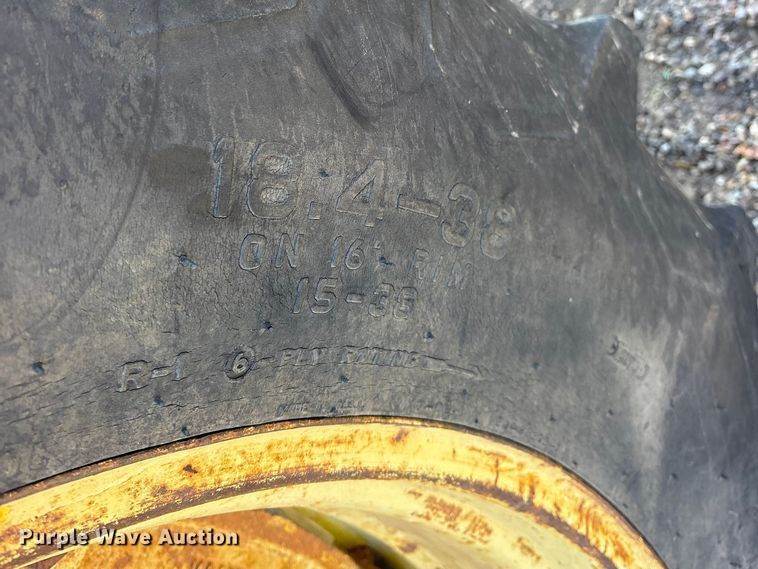 18.4-38
ON 16" RIM
15-38
R-1 6-PLY RATING
Purple Wave Auction